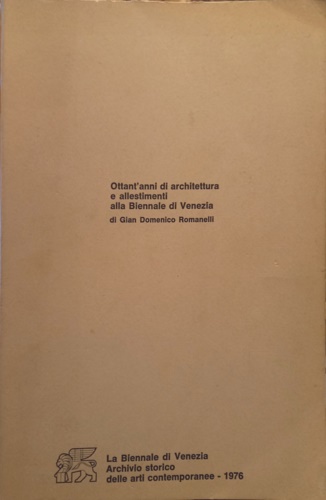 Ottant'anni di architettura
e allestimenti
alla Biennale di Venezia
di Gian Domenico Romanelli
La Biennale di Venezia
Archivio storico
delle arti contemporanee - 1976